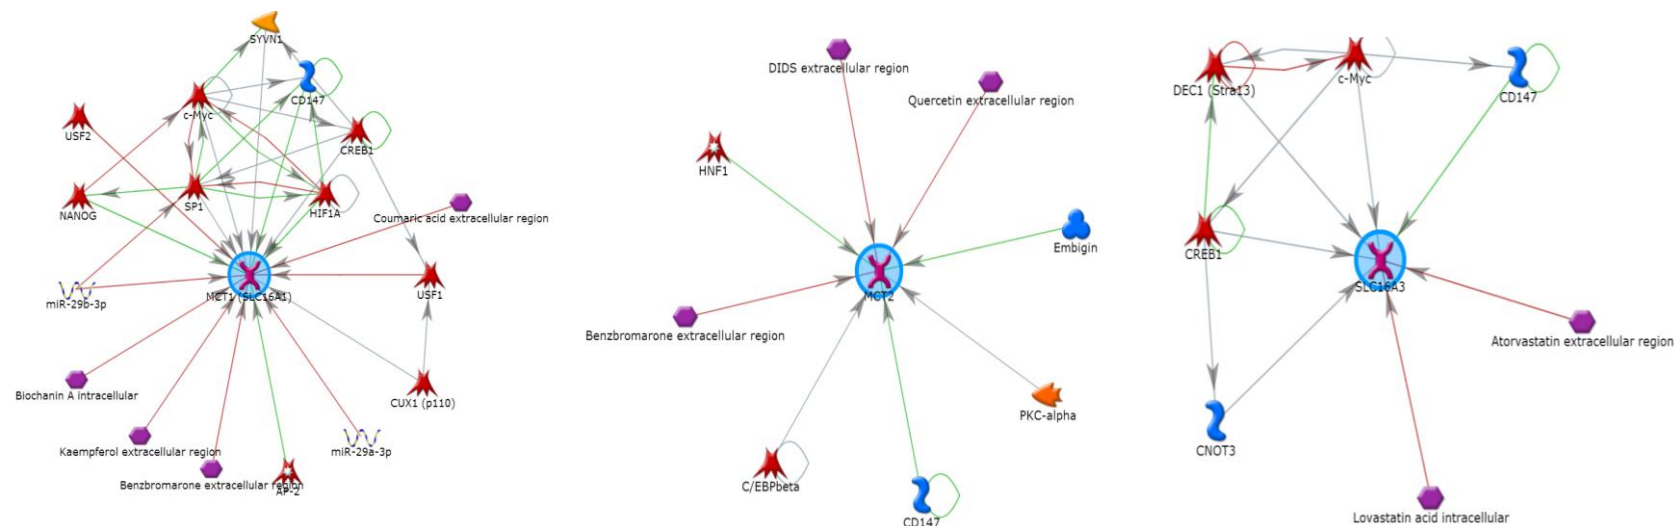 SYVN1
CD147
c-Myc
USF2
CREB1
NANOG
SP1
HIF1A
Coumaric acid extracellular region
miR-29b-3p
MCT1 (SLC16A1)
USF1
Biochanin A intracellular
CUX1 (p110)
Kaempferol extracellular region
miR-29a-3p
Benzbromarone extracellular region
AP-2
DIDS extracellular region
Quercetin extracellular region
HNF1
Embigin
MCT2
Benzbromarone extracellular region
PKC-alpha
C/EBPbeta
CD147
DEC1 (Stra13)
c-Myc
CD147
CREB1
SLC16A3
Atorvastatin extracellular region
CNOT3
Lovastatin acid intracellular